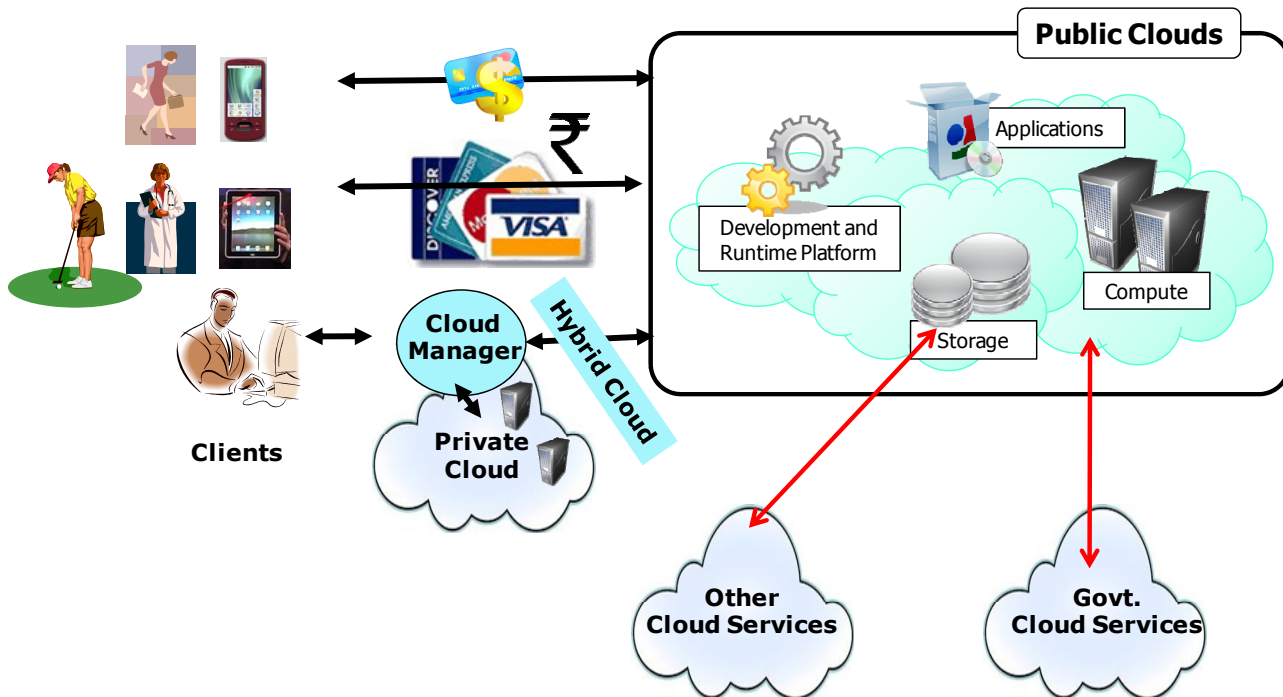 Public Clouds
$
₹
Applications
DISCOVER
VISA
Development and
Runtime Platform
Compute
Storage
Cloud
Manager
Hybrid Cloud
Private
Cloud
Clients
Other
Cloud Services
Govt.
Cloud Services